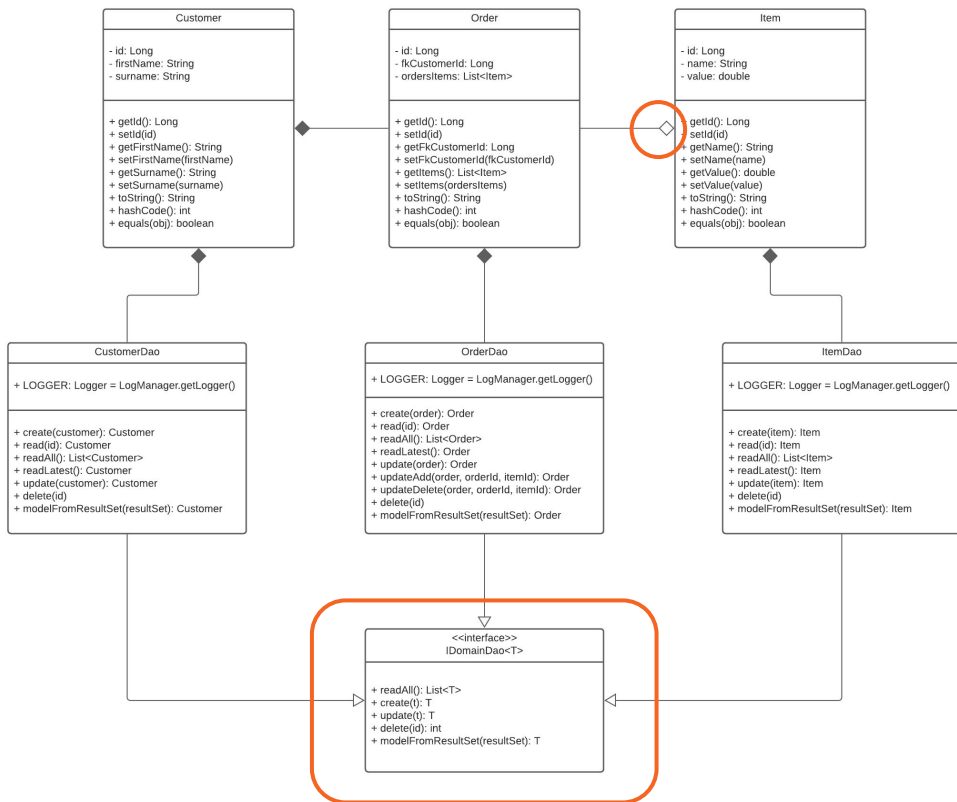 Customer
- id: Long
- firstName: String
- surname: String
+ getId(): Long
+ setId(id)
+ getFirstName(): String
+ setFirstName(firstName)
+ getSurname(): String
+ setSurname(surname)
+ toString(): String
+ hashCode(): int
+ equals(obj): boolean
Order
- id: Long
- fkCustomerId: Long
- ordersItems: List<Item>
+ getId(): Long
+ setId(id)
+ getFkCustomerId: Long
+ setFkCustomerId(fkCustomerId)
+ getItems(): List<Item>
+ setItems(ordersItems)
+ toString(): String
+ hashCode(): int
+ equals(obj): boolean
Item
- id: Long
- name: String
- value: double
+ getId(): Long
+ setId(id)
+ getName(): String
+ setName(name)
+ getValue(): double
+ setValue(value)
+ toString(): String
+ hashCode(): int
+ equals(obj): boolean
CustomerDao
+ LOGGER: Logger = LogManager.getLogger()
+ create(customer): Customer
+ read(id): Customer
+ readAll(): List<Customer>
+ readLatest(): Customer
+ update(customer): Customer
+ delete(id)
+ modelFromResultSet(resultSet): Customer
OrderDao
+ LOGGER: Logger = LogManager.getLogger()
+ create(order): Order
+ read(id): Order
+ readAll(): List<Order>
+ readLatest(): Order
+ update(order): Order
+ updateAdd(order, orderId, itemId): Order
+ updateDelete(order, orderId, itemId): Order
+ delete(id)
+ modelFromResultSet(resultSet): Order
ItemDao
+ LOGGER: Logger = LogManager.getLogger()
+ create(item): Item
+ read(id): Item
+ readAll(): List<Item>
+ readLatest(): Item
+ update(item): Item
+ delete(id)
+ modelFromResultSet(resultSet): Item
<<interface>>
IDomainDao<T>
+ readAll(): List<T>
+ create(t): T
+ update(t): T
+ delete(id): int
+ modelFromResultSet(resultSet): T